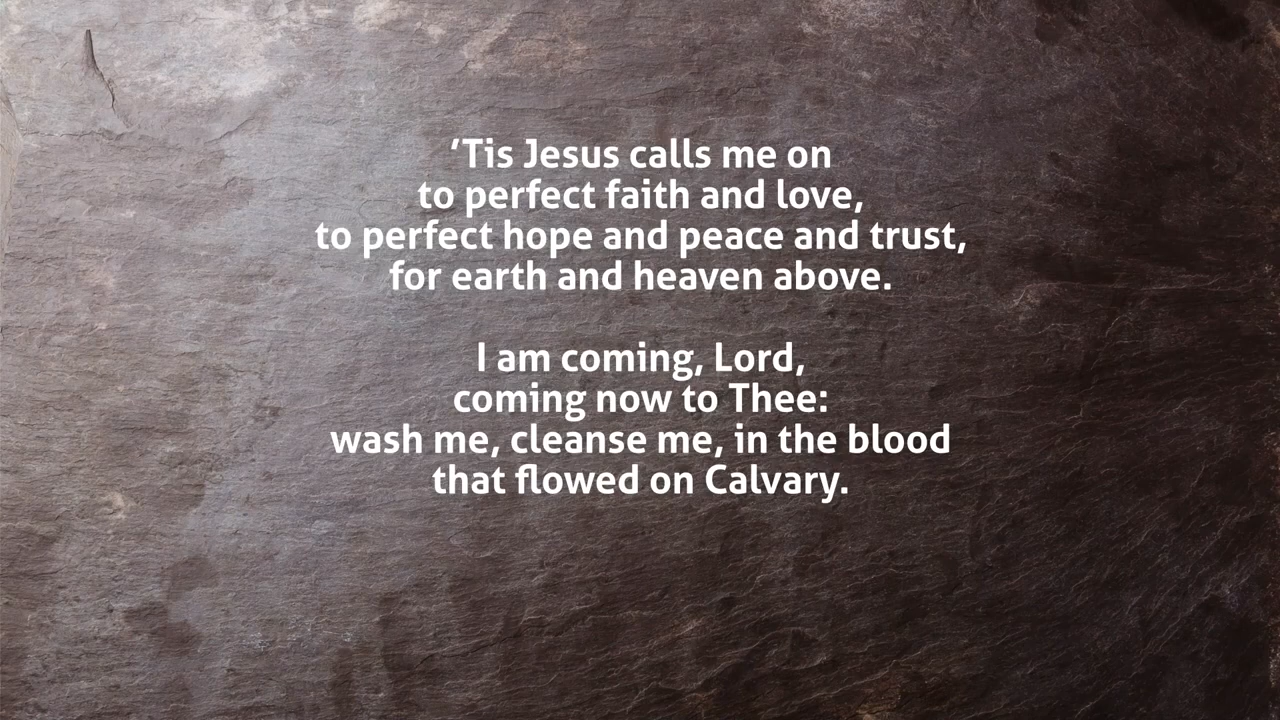 ’Tis Jesus calls me on
to perfect faith and love,
to perfect hope and peace and trust,
for earth and heaven above.
I am coming, Lord,
coming now to Thee:
wash me, cleanse me, in the blood
that flowed on Calvary.